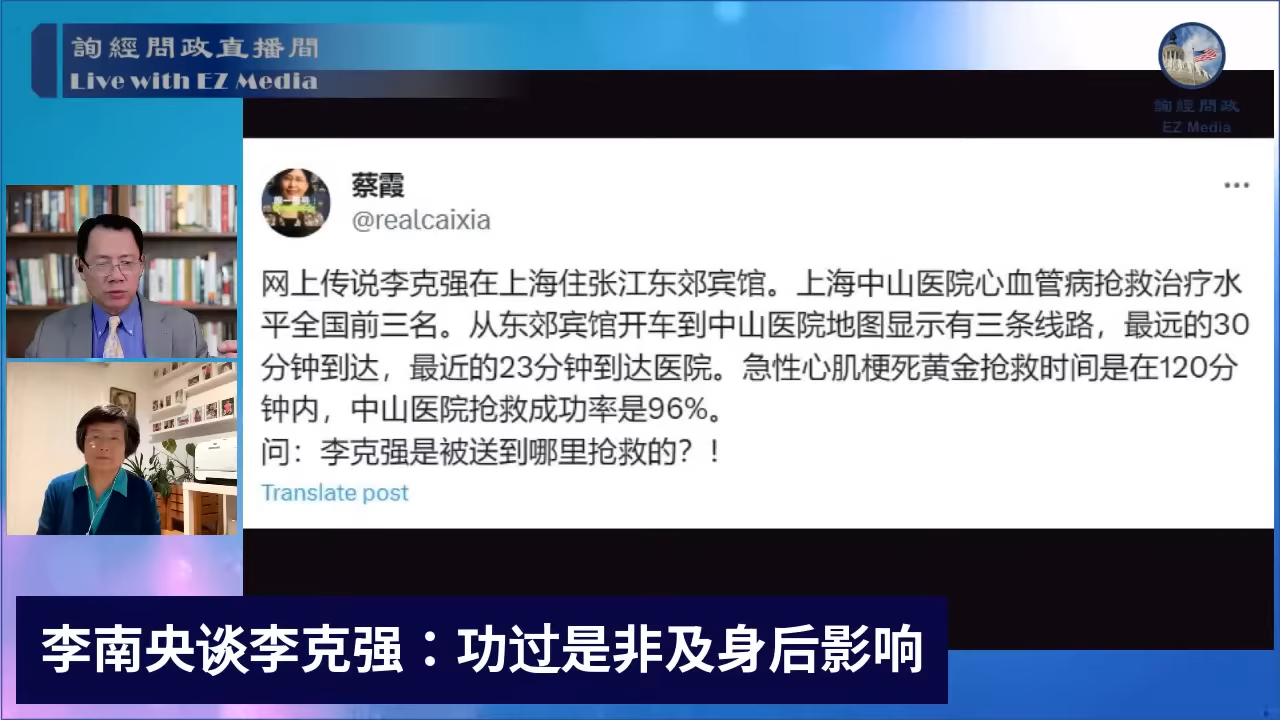 詢經問政直播間
Live with EZ Media
詢經問政
EZ Media
蔡霞
@realcaixia
网上传说李克强在上海住张江东郊宾馆。上海中山医院心血管病抢救治疗水
平全国前三名。从东郊宾馆开车到中山医院地图显示有三条线路，最远的30
分钟到达，最近的23分钟到达医院。急性心肌梗死黄金抢救时间是在120分
钟内，中山医院抢救成功率是96%。
问：李克强是被送到哪里抢救的？！
Translate post
李南央谈李克强：功过是非及身后影响